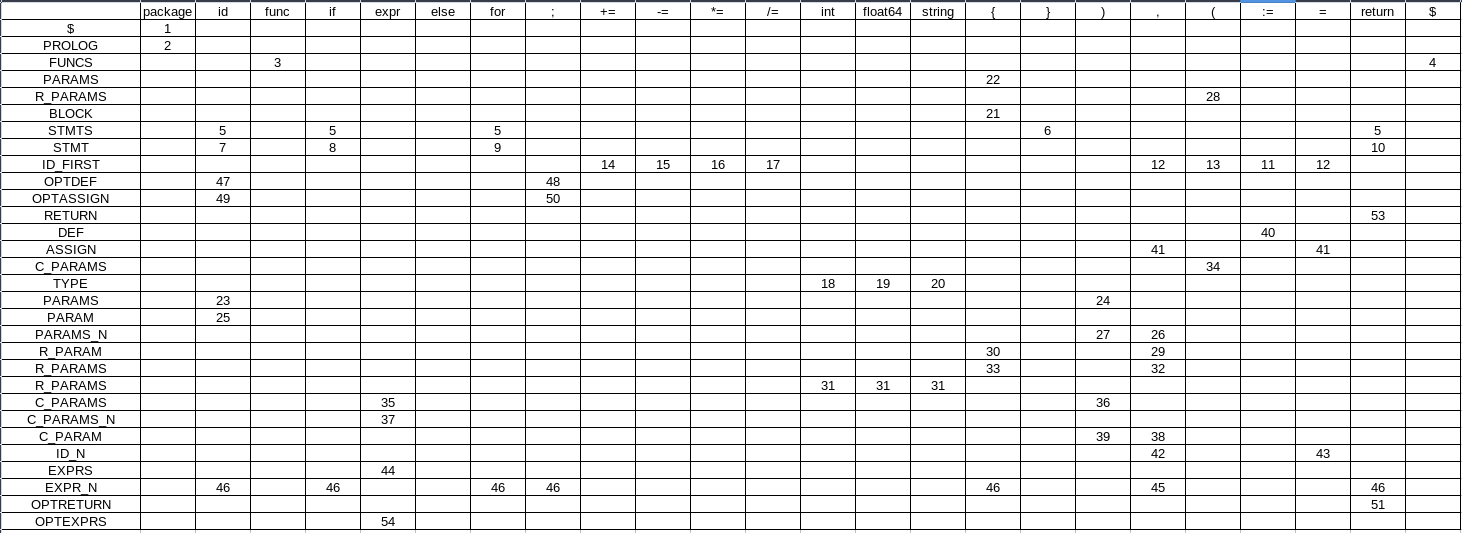 package id func if expr else for ; += -= *= /= int float64 string { } ) , ( := = return $
$ 1
PROLOG 2
FUNCS 3 4
PARAMS 22
R_PARAMS 28
BLOCK 21
STMTS 5 5 5 6 5
STMT 7 8 9 10
ID_FIRST 14 15 16 17 12 13 11 12
OPTDEF 47 48
OPTASSIGN 49 50
RETURN 53
DEF 40
ASSIGN 41 41
C_PARAMS 34
TYPE 18 19 20
PARAMS 23 24
PARAM 25
PARAMS_N 27 26
R_PARAM 30 29
R_PARAMS 33 32
R_PARAMS 31 31 31
C_PARAMS 35 36
C_PARAMS_N 37
C_PARAM 39 38
ID_N 42 43
EXPRS 44
EXPR_N 46 46 46 46 46 45 46
OPTRETURN 51
OPTEXPRS 54